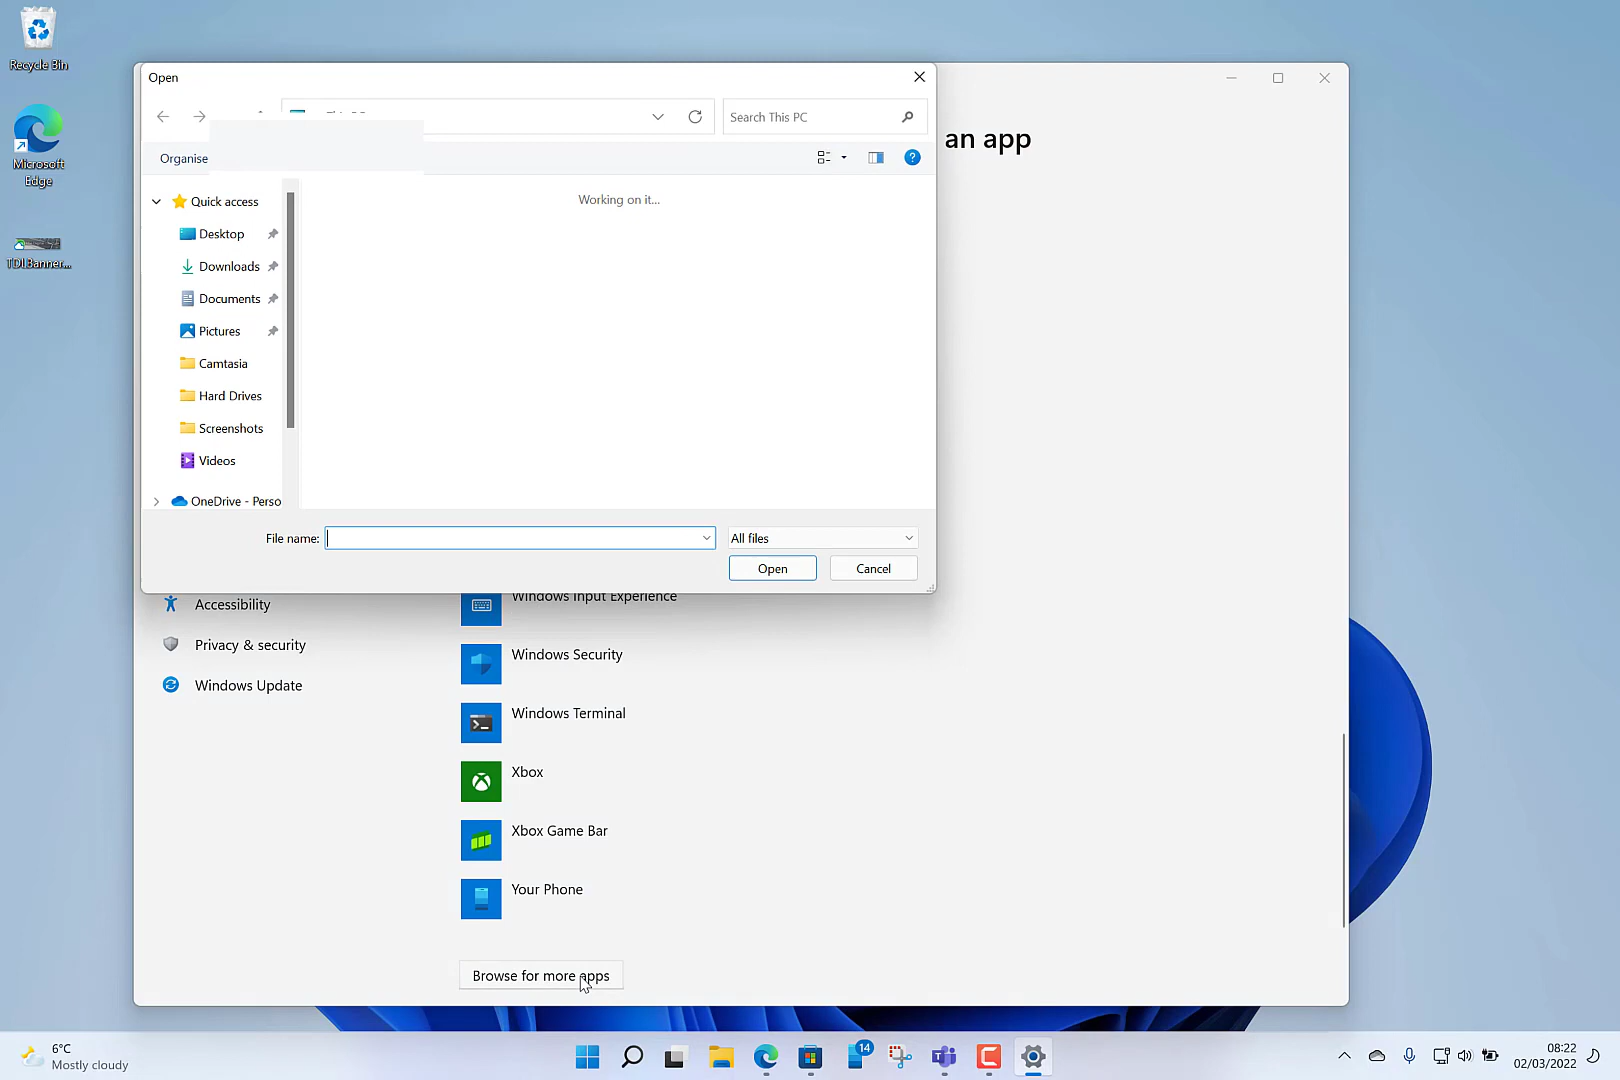 Recycle Bin
Microsoft
Edge
TDLBanner...
Open
Search This PC
an app
Organise
Working on it...
Quick access
Desktop
Downloads
Documents
Pictures
Camtasia
Hard Drives
Screenshots
Videos
OneDrive - Perso
File name:
All files
Open
Cancel
Accessibility
Privacy & security
Windows Update
Windows Input Experience
Windows Security
Windows Terminal
Xbox
Xbox Game Bar
Your Phone
Browse for more apps
6°C
Mostly cloudy
14
08:22
02/03/2022